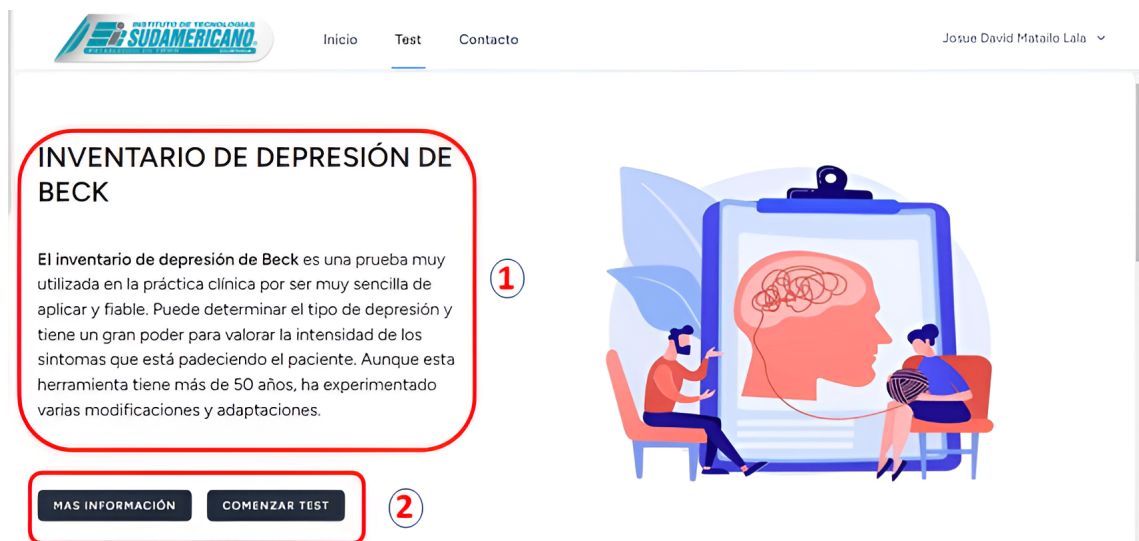 INSTITUTO DE TECNOLOGIAS
SUDAMERICANO.
Inicio Test Contacto
Josue David Matailo Lala
INVENTARIO DE DEPRESIÓN DE
BECK
El inventario de depresión de Beck es una prueba muy
utilizada en la práctica clínica por ser muy sencilla de
aplicar y fiable. Puede determinar el tipo de depresión y
tiene un gran poder para valorar la intensidad de los
sintomas que está padeciendo el paciente. Aunque esta
herramienta tiene más de 50 años, ha experimentado
varias modificaciones y adaptaciones.
1
MAS INFORMACIÓN COMENZAR TEST
2